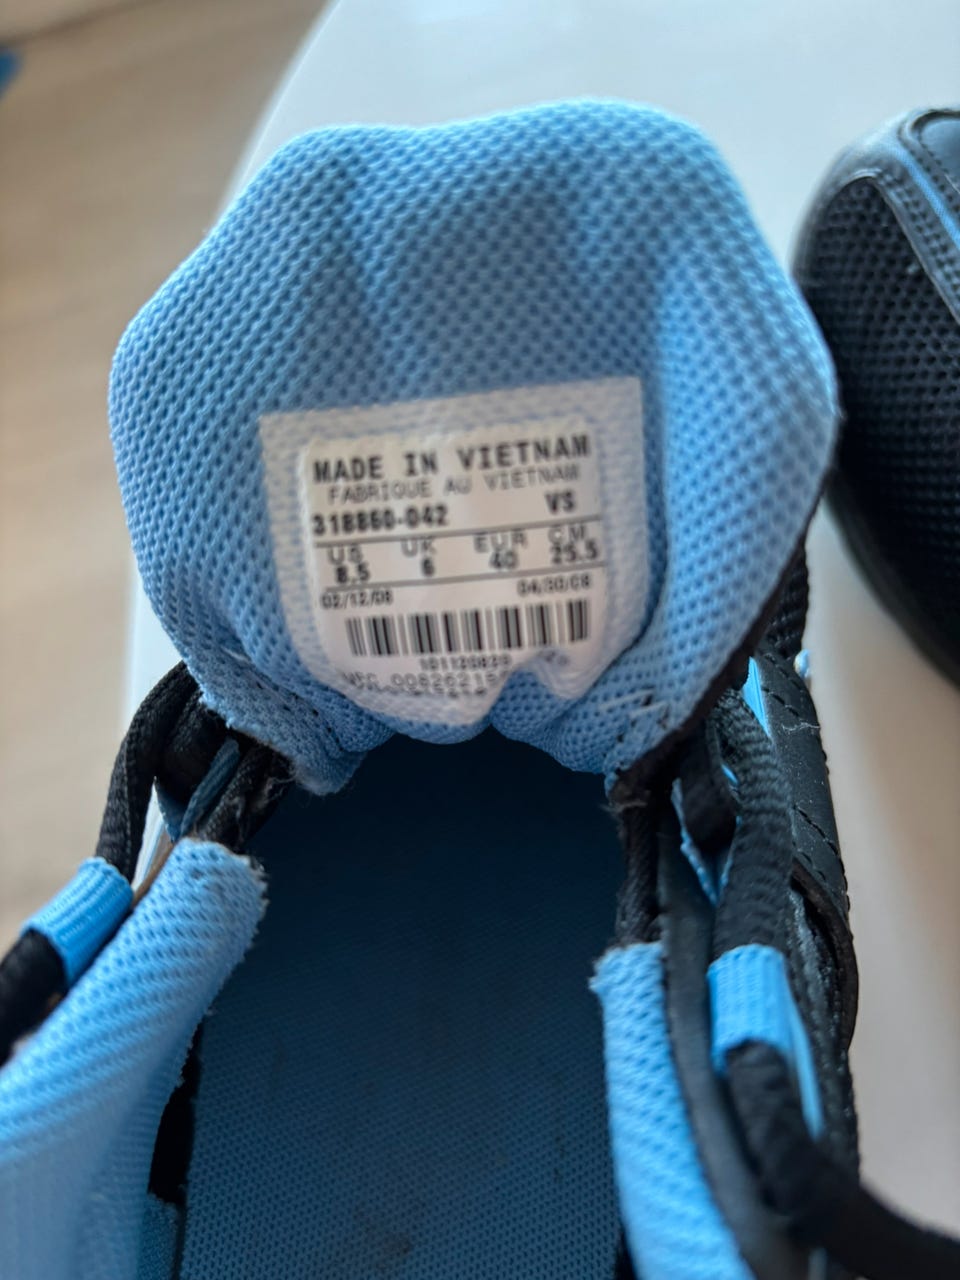 MADE IN VIETNAM
FABRIQUE AU VIETNAM
318860-042 VS
US UK EUR CM
8.5 6 40 25.5
02/12/08 04/30/08